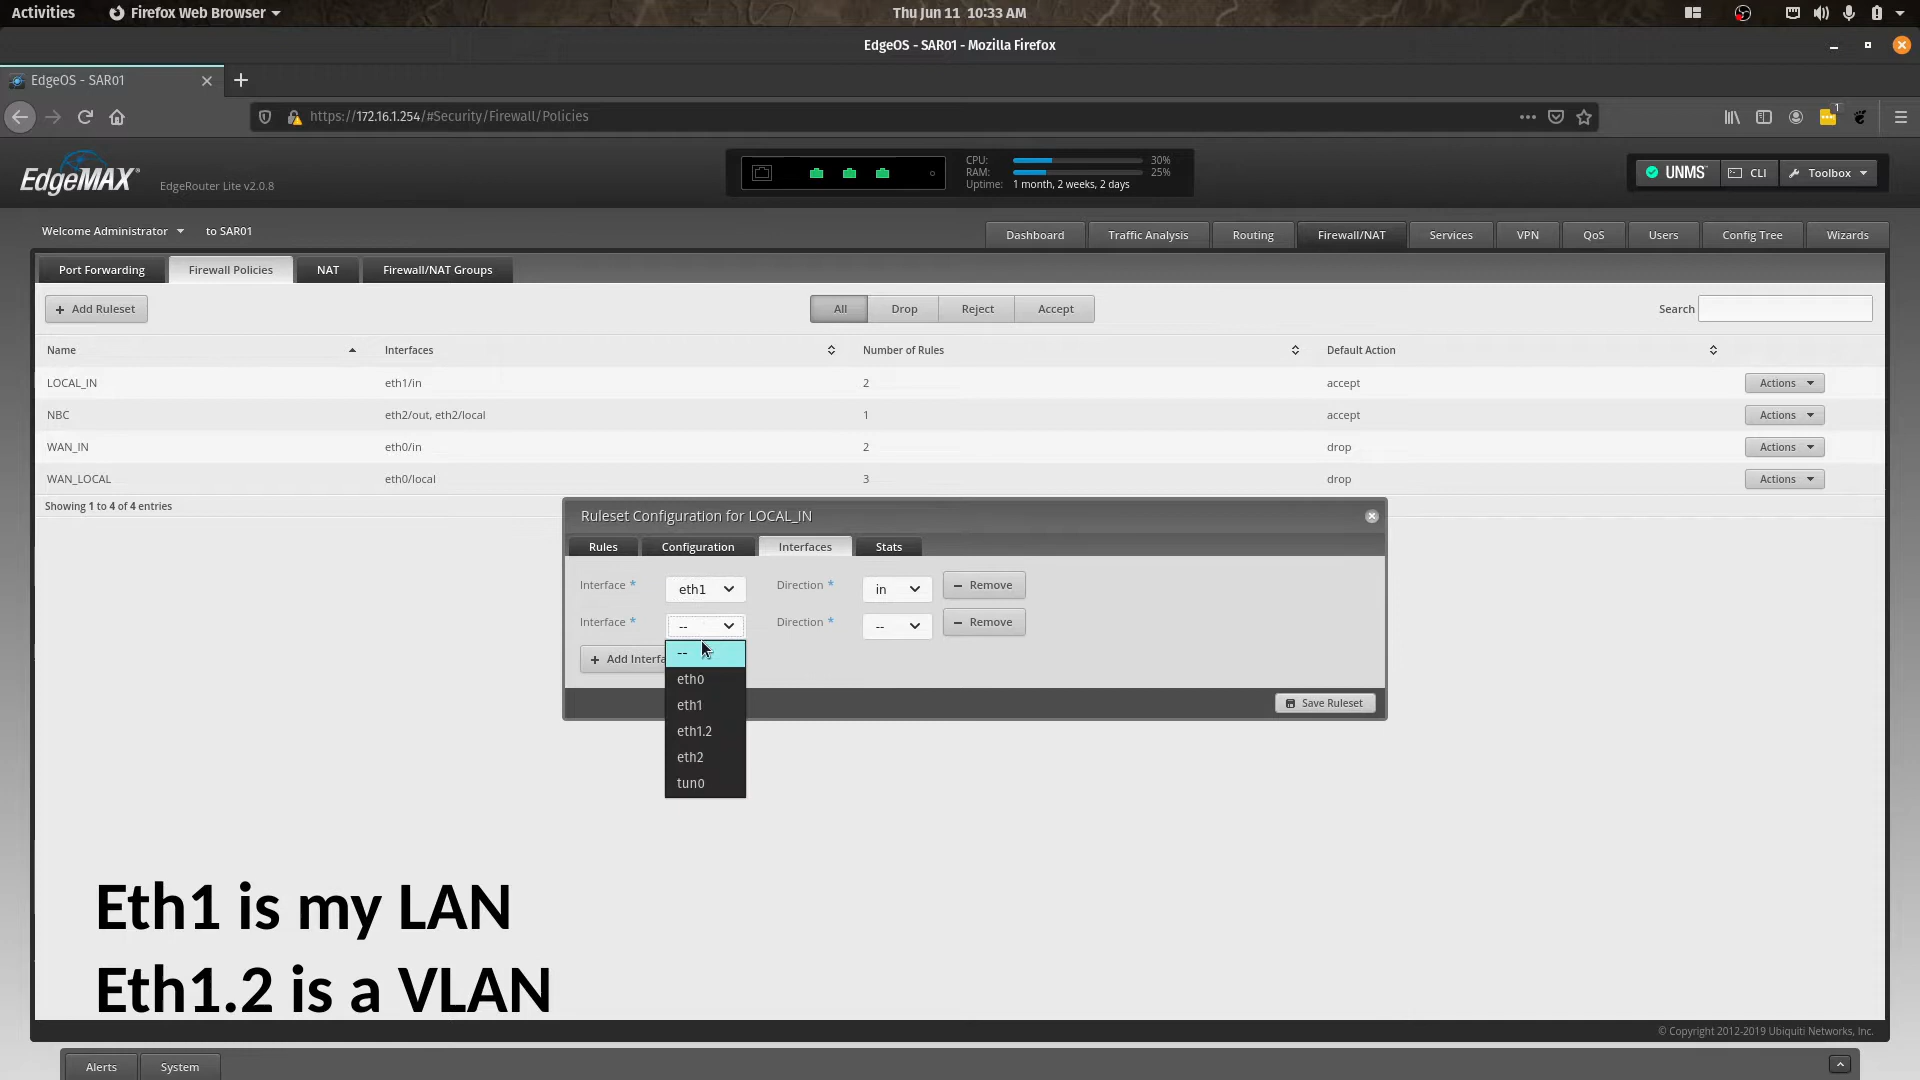 Activities
Firefox Web Browser
Thu Jun 11 10:33 AM
EdgeOS - SAR01 - Mozilla Firefox
EdgeOS - SAR01
https://172.16.1.254/#Security/Firewall/Policies
1
EdgeMAX
EdgeRouter Lite v2.0.8
CPU: 30%
RAM: 25%
Uptime: 1 month, 2 weeks, 2 days
UNMS
CLI
Toolbox
Welcome Administrator
to SAR01
Dashboard
Traffic Analysis
Routing
Firewall/NAT
Services
VPN
QoS
Users
Config Tree
Wizards
Port Forwarding
Firewall Policies
NAT
Firewall/NAT Groups
+ Add Ruleset
All
Drop
Reject
Accept
Search
Name Interfaces Number of Rules Default Action
LOCAL_IN eth1/in 2 accept Actions
NBC eth2/out, eth2/local 1 accept Actions
WAN_IN eth0/in 2 drop Actions
WAN_LOCAL eth0/local 3 drop Actions
Showing 1 to 4 of 4 entries
Ruleset Configuration for LOCAL_IN
Rules
Configuration
Interfaces
Stats
Interface * eth1 Direction * in − Remove
Interface * -- Direction * -- − Remove
+ Add Interfa
--
eth0
eth1
eth1.2
eth2
tun0
Save Ruleset
Eth1 is my LAN
Eth1.2 is a VLAN
© Copyright 2012-2019 Ubiquiti Networks, Inc.
Alerts
System